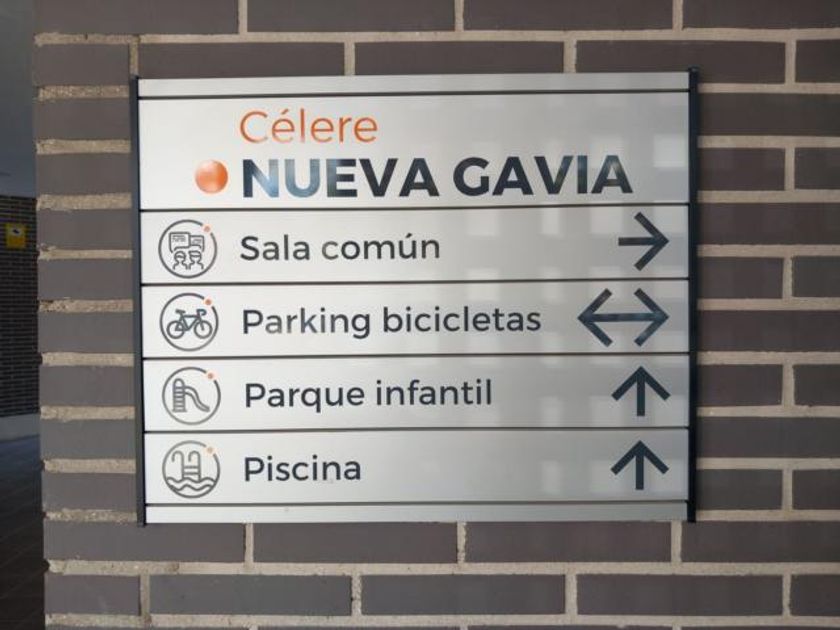 Célere
NUEVA GAVIA
Sala común
Parking bicicletas
Parque infantil
Piscina